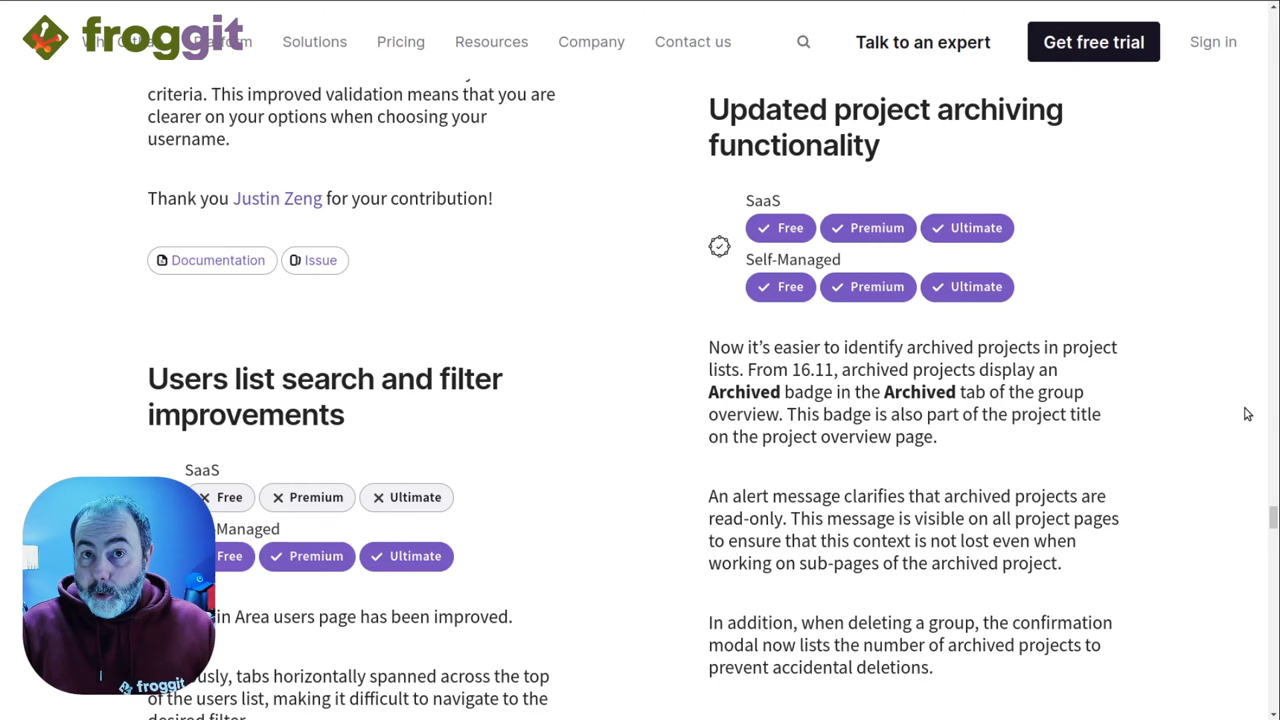 froggit
Solutions
Pricing
Resources
Company
Contact us
Talk to an expert
Get free trial
Sign in
criteria. This improved validation means that you are
clearer on your options when choosing your
username.
Thank you Justin Zeng for your contribution!
Documentation
Issue
Users list search and filter
improvements
SaaS
Free
Premium
Ultimate
Managed
Free
Premium
Ultimate
in Area users page has been improved.
tabs horizontally spanned across the top
of the users list, making it difficult to navigate to the
desired filter
froggit
Updated project archiving
functionality
SaaS
Free
Premium
Ultimate
Self-Managed
Free
Premium
Ultimate
Now it’s easier to identify archived projects in project
lists. From 16.11, archived projects display an
Archived badge in the Archived tab of the group
overview. This badge is also part of the project title
on the project overview page.
An alert message clarifies that archived projects are
read-only. This message is visible on all project pages
to ensure that this context is not lost even when
working on sub-pages of the archived project.
In addition, when deleting a group, the confirmation
modal now lists the number of archived projects to
prevent accidental deletions.